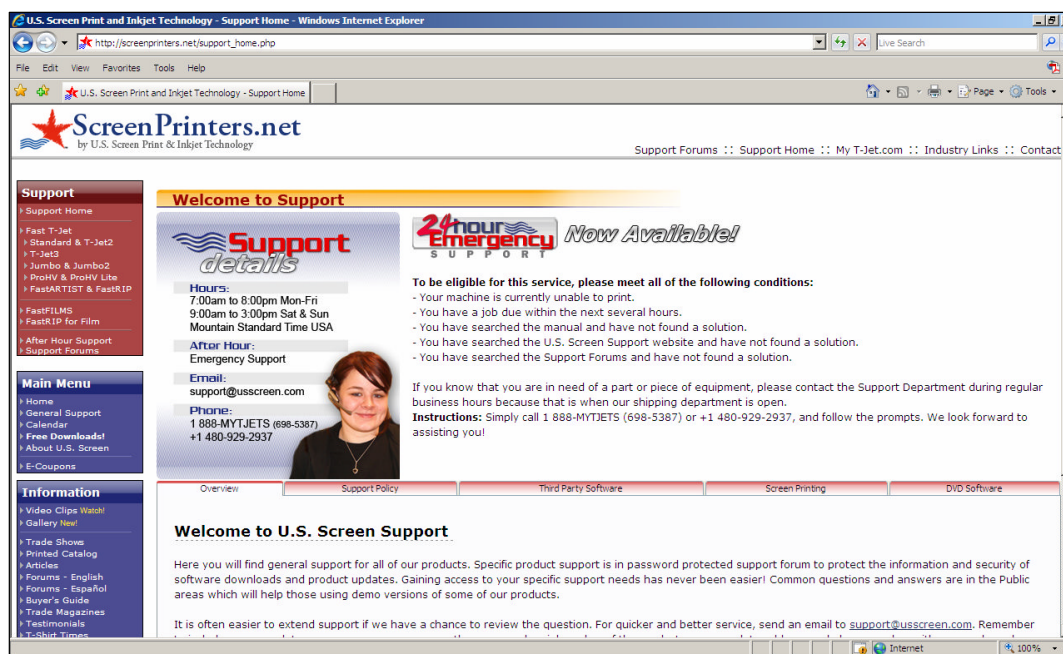 U.S. Screen Print and Inkjet Technology - Support Home - Windows Internet Explorer
http://screenprinters.net/support_home.php
Live Search
File Edit View Favorites Tools Help
U.S. Screen Print and Inkjet Technology - Support Home
Page Tools
ScreenPrinters.net
by U.S. Screen Print & Inkjet Technology
Support Forums :: Support Home :: My T-Jet.com :: Industry Links :: Contact
Support
Support Home
Fast T-Jet
Standard & T-Jet2
T-Jet3
Jumbo & Jumbo2
ProHV & ProHV Lite
FastARTIST & FastRIP
FastFILMS
FastRIP for Film
After Hour Support
Support Forums
Main Menu
Home
General Support
Calendar
Free Downloads!
About U.S. Screen
E-Coupons
Information
Video Clips Watch!
Gallery New!
Trade Shows
Printed Catalog
Articles
Forums - English
Forums - Español
Buyer's Guide
Trade Magazines
Testimonials
T-Shirt Times
Welcome to Support
Support
details
Hours:
7:00am to 8:00pm Mon-Fri
9:00am to 3:00pm Sat & Sun
Mountain Standard Time USA
After Hour:
Emergency Support
Email:
support@usscreen.com
Phone:
1 888-MYTJETS (698-5387)
+1 480-929-2937
24hour
Emergency
SUPPORT
Now Available!
To be eligible for this service, please meet all of the following conditions:
- Your machine is currently unable to print.
- You have a job due within the next several hours.
- You have searched the manual and have not found a solution.
- You have searched the U.S. Screen Support website and have not found a solution.
- You have searched the Support Forums and have not found a solution.
If you know that you are in need of a part or piece of equipment, please contact the Support Department during regular
business hours because that is when our shipping department is open.
Instructions: Simply call 1 888-MYTJETS (698-5387) or +1 480-929-2937, and follow the prompts. We look forward to
assisting you!
Overview Support Policy Third Party Software Screen Printing DVD Software
Welcome to U.S. Screen Support
Here you will find general support for all of our products. Specific product support is in password protected support forum to protect the information and security of
software downloads and product updates. Gaining access to your specific support needs has never been easier! Common questions and answers are in the Public
areas which will help those using demo versions of some of our products.
It is often easier to extend support if we have a chance to review the question. For quicker and better service, send an email to support@usscreen.com. Remember
Internet 100%